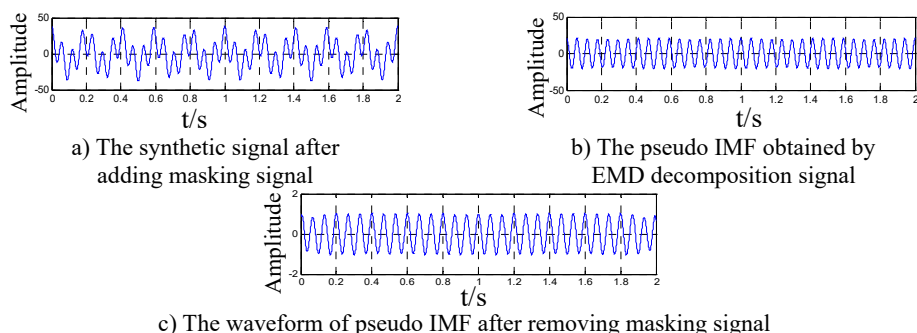 50
0
-50
Amplitude
0 0.2 0.4 0.6 0.8 1 1.2 1.4 1.6 1.8 2
t/s
a) The synthetic signal after
adding masking signal
50
0
-50
Amplitude
0 0.2 0.4 0.6 0.8 1 1.2 1.4 1.6 1.8 2
t/s
b) The pseudo IMF obtained by
EMD decomposition signal
2
0
-2
Amplitude
0 0.2 0.4 0.6 0.8 1 1.2 1.4 1.6 1.8 2
t/s
c) The waveform of pseudo IMF after removing masking signal